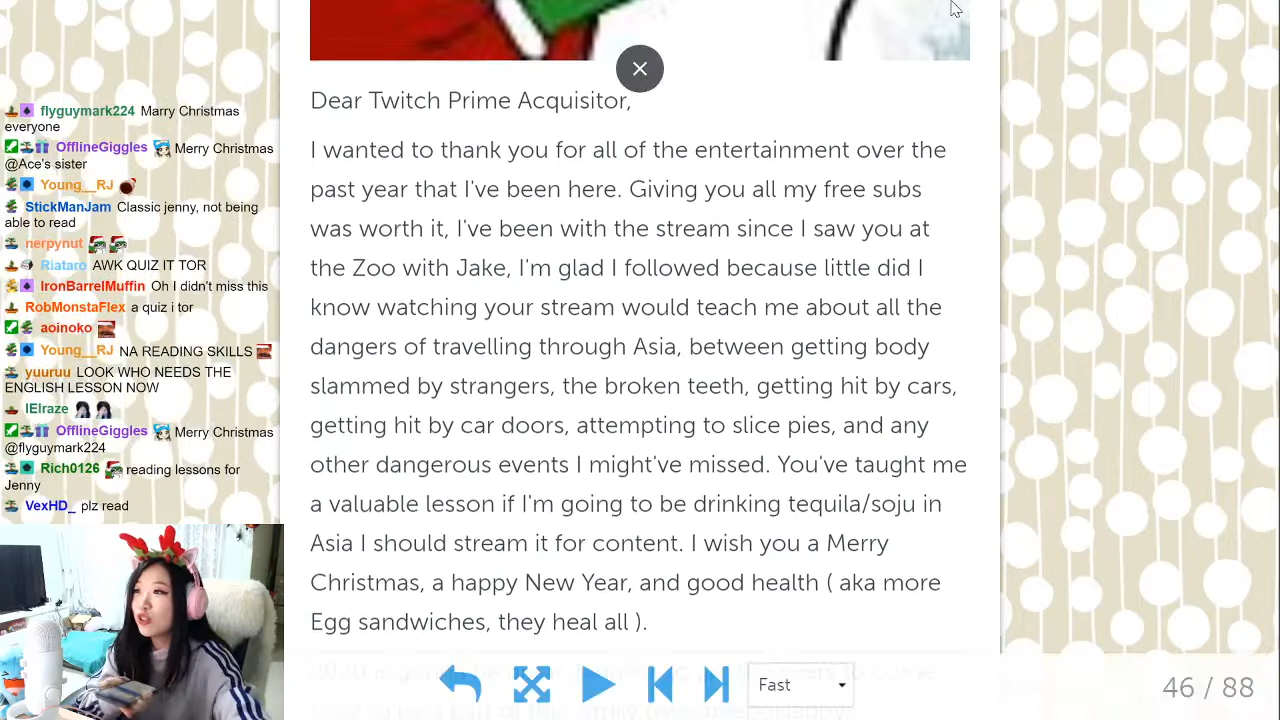 flyguymark224 Marry Christmas
everyone
OfflineGiggles Merry Christmas
@Ace's sister
Young__RJ
StickManJam Classic jenny, not being
able to read
nerpynut
Riataro AWK QUIZ IT TOR
IronBarrelMuffin Oh I didn't miss this
RobMonstaFlex a quiz i tor
aoinoko
Young__RJ NA READING SKILLS
yuuruu LOOK WHO NEEDS THE
ENGLISH LESSON NOW
lElraze
OfflineGiggles Merry Christmas
@flyguymark224
Rich0126 reading lessons for
Jenny
VexHD_ plz read
Dear Twitch Prime Acquisitor,
I wanted to thank you for all of the entertainment over the
past year that I've been here. Giving you all my free subs
was worth it, I've been with the stream since I saw you at
the Zoo with Jake, I'm glad I followed because little did I
know watching your stream would teach me about all the
dangers of travelling through Asia, between getting body
slammed by strangers, the broken teeth, getting hit by cars,
getting hit by car doors, attempting to slice pies, and any
other dangerous events I might've missed. You've taught me
a valuable lesson if I'm going to be drinking tequila/soju in
Asia I should stream it for content. I wish you a Merry
Christmas, a happy New Year, and good health ( aka more
Egg sandwiches, they heal all ).
Fast
46 / 88